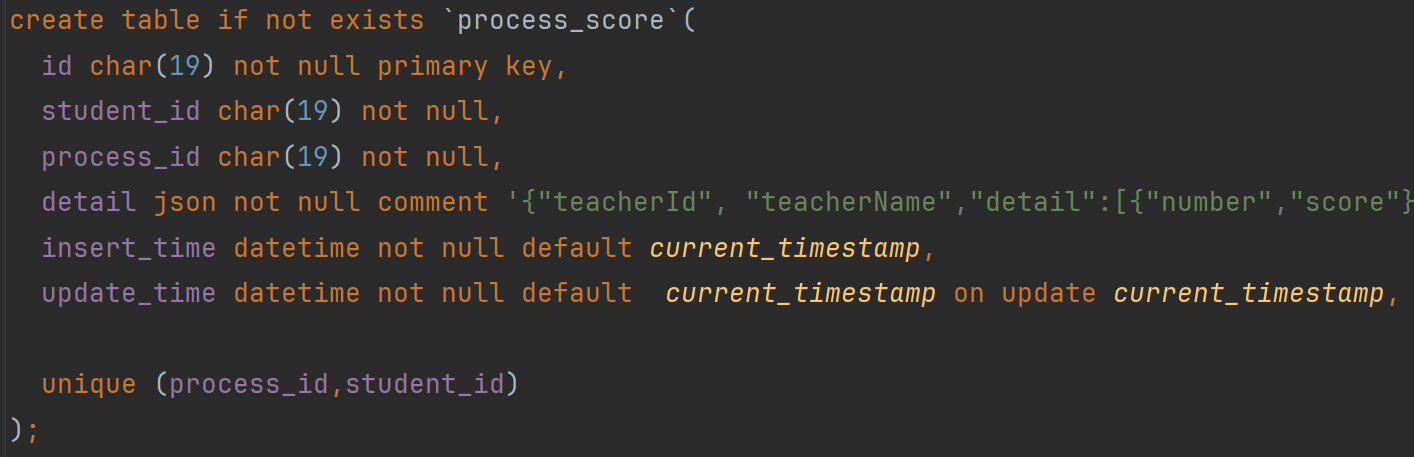 create table if not exists `process_score`(
  id char(19) not null primary key,
  student_id char(19) not null,
  process_id char(19) not null,
  detail json not null comment '{"teacherId", "teacherName","detail":[{"number","score"}
  insert_time datetime not null default current_timestamp,
  update_time datetime not null default  current_timestamp on update current_timestamp,
  unique (process_id,student_id)
);